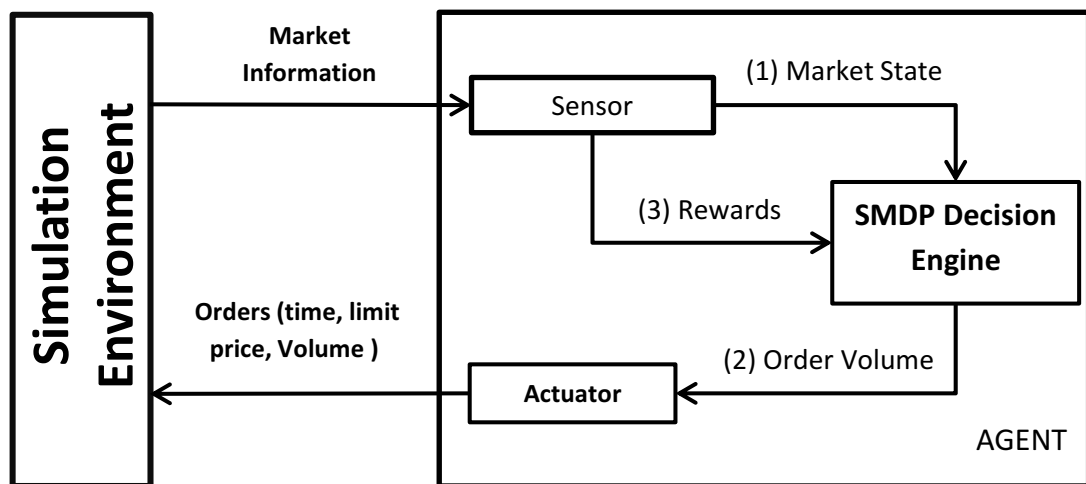 Simulation
Environment
Market
Information
(1) Market State
Sensor
(3) Rewards
SMDP Decision
Engine
Orders (time, limit
price, Volume )
(2) Order Volume
Actuator
AGENT